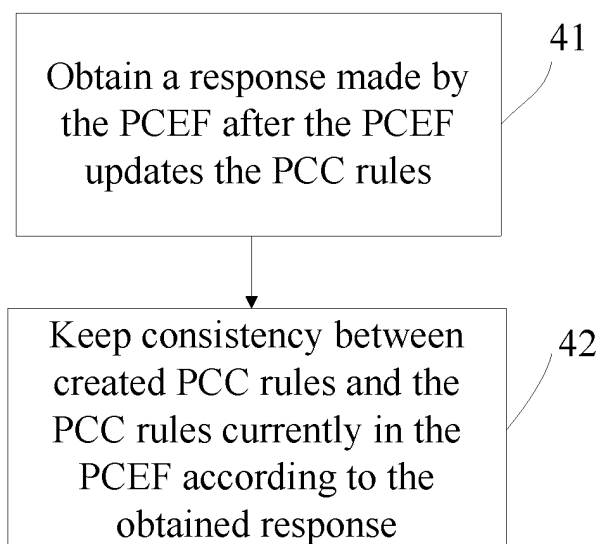 41
Obtain a response made by
the PCEF after the PCEF
updates the PCC rules
42
Keep consistency between
created PCC rules and the
PCC rules currently in the
PCEF according to the
obtained response